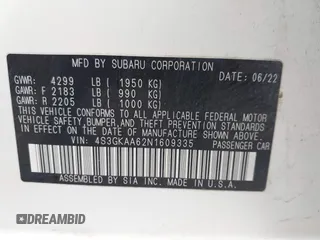 MFD BY SUBARU CORPORATION
GVWR: 4299 LB (1950 KG) DATE: 06/22
GAWR: F 2183 LB ( 990 KG)
GAWR: R 2205 LB (1000 KG)
THIS VEHICLE CONFORMS TO ALL APPLICABLE FEDERAL MOTOR
VEHICLE SAFETY, BUMPER, AND THEFT PREVENTION STANDARDS
IN EFFECT ON THE DATE OF MANUFACTURE SHOWN ABOVE.
VIN: 4S3GKAA62N1609335 PASSENGER CAR
ASSEMBLED BY SIA INC. MADE IN U.S.A.
DREAMBID AUTOBIDMASTER